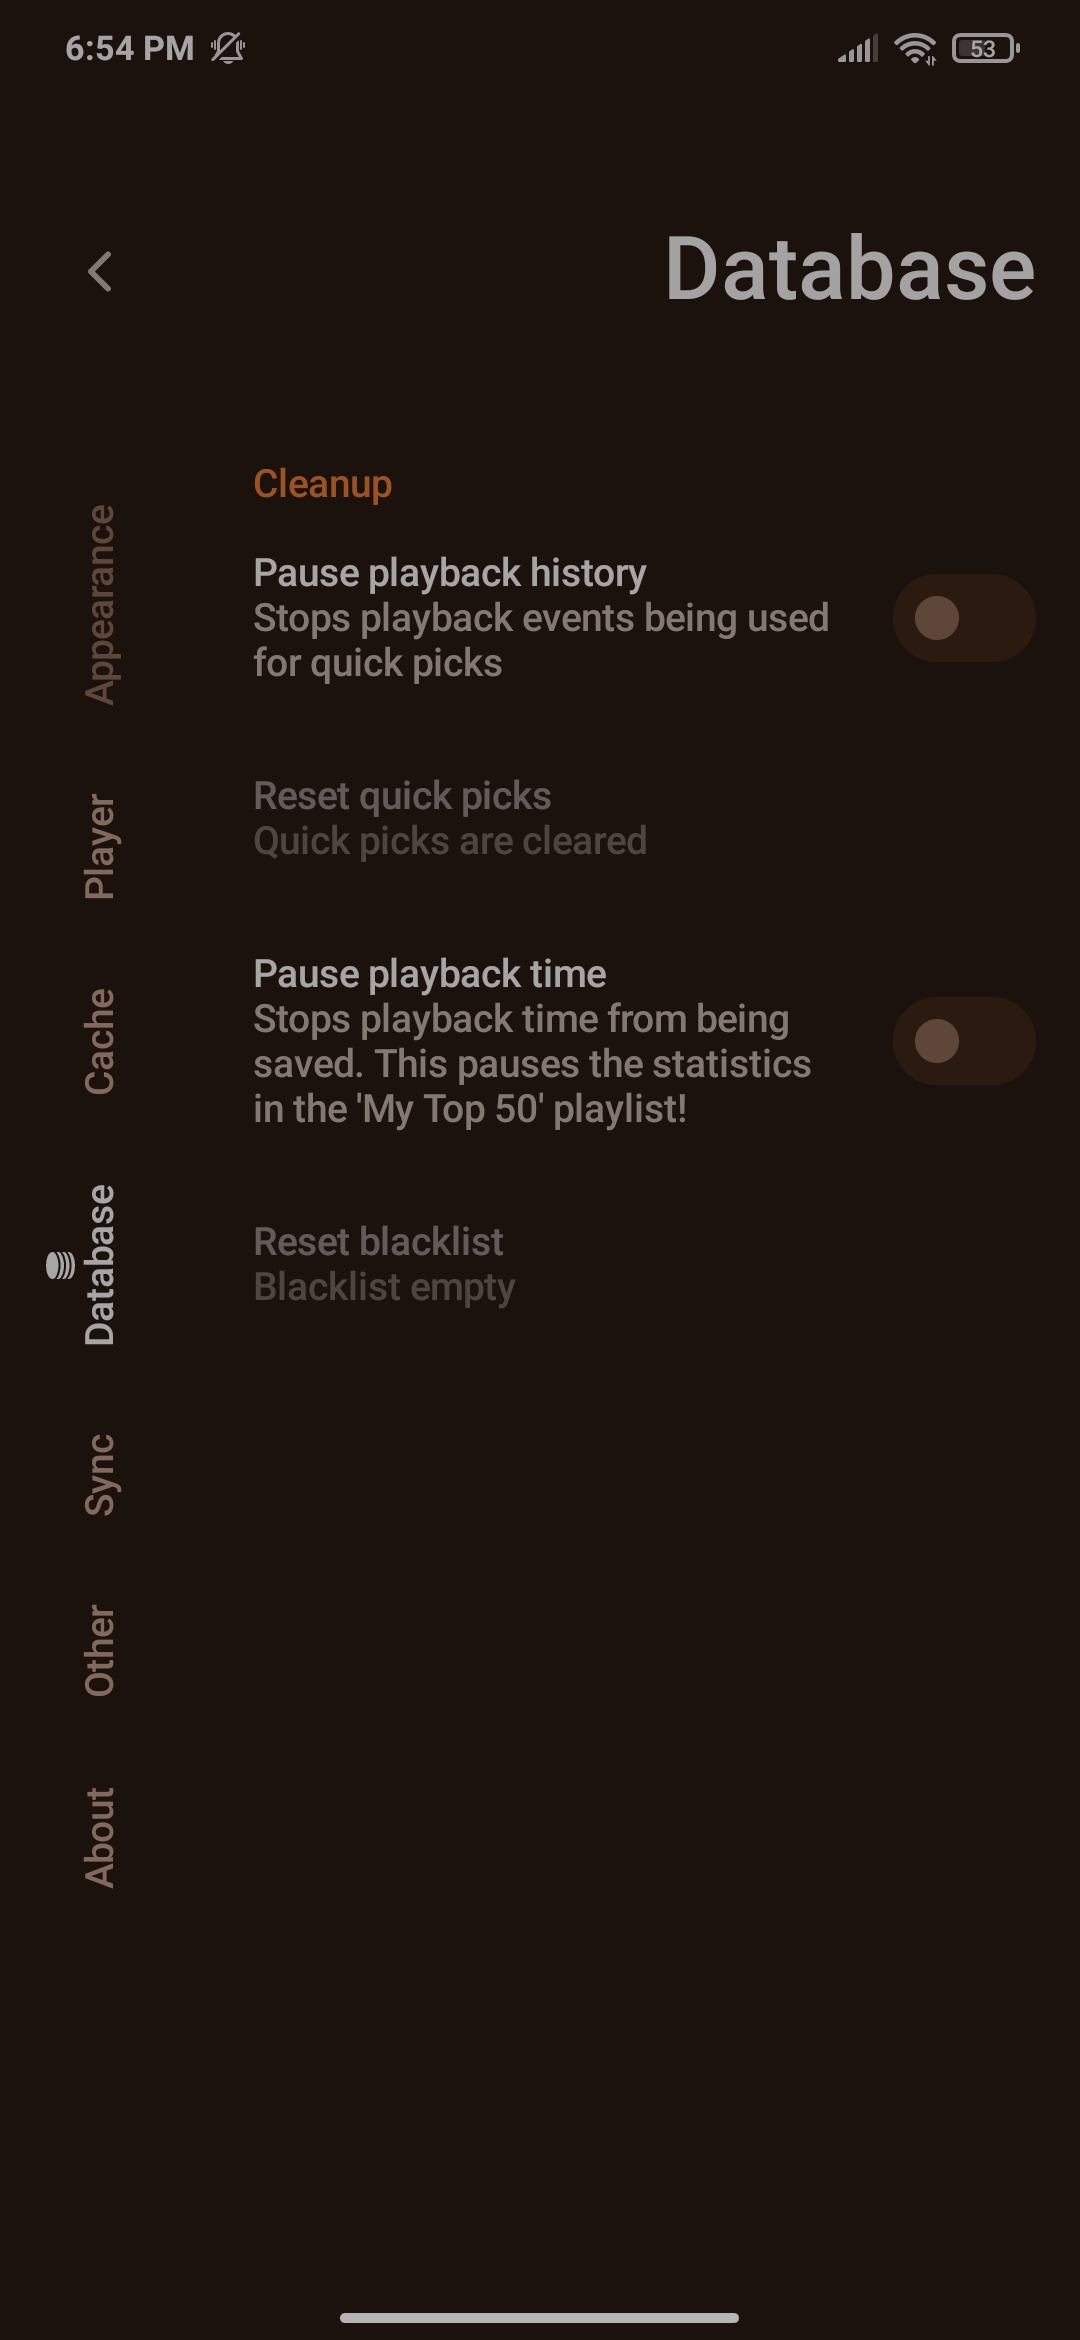 6:54 PM
53
Database
Appearance
Player
Cache
Database
Sync
Other
About
Cleanup
Pause playback history
Stops playback events being used
for quick picks
Reset quick picks
Quick picks are cleared
Pause playback time
Stops playback time from being
saved. This pauses the statistics
in the 'My Top 50' playlist!
Reset blacklist
Blacklist empty